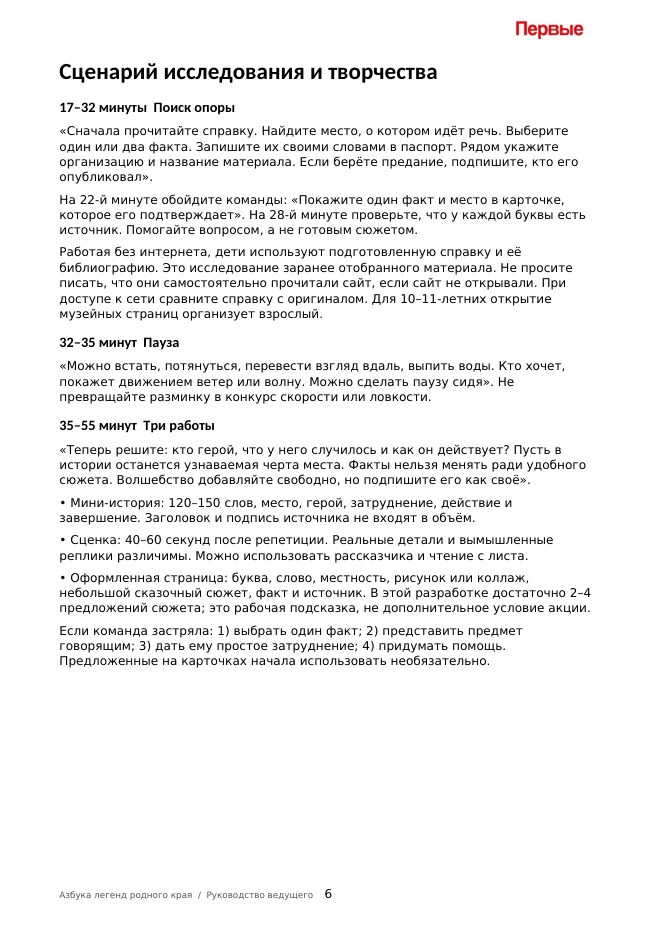 Первые
Сценарий исследования и творчества
17–32 минуты Поиск опоры
«Сначала прочитайте справку. Найдите место, о котором идёт речь. Выберите
один или два факта. Запишите их своими словами в паспорт. Рядом укажите
организацию и название материала. Если берёте предание, подпишите, кто его
опубликовал».
На 22-й минуте обойдите команды: «Покажите один факт и место в карточке,
которое его подтверждает». На 28-й минуте проверьте, что у каждой буквы есть
источник. Помогайте вопросом, а не готовым сюжетом.
Работая без интернета, дети используют подготовленную справку и её
библиографию. Это исследование заранее отобранного материала. Не просите
писать, что они самостоятельно прочитали сайт, если сайт не открывали. При
доступе к сети сравните справку с оригиналом. Для 10–11-летних открытие
музейных страниц организует взрослый.
32–35 минут Пауза
«Можно встать, потянуться, перевести взгляд вдаль, выпить воды. Кто хочет,
покажет движением ветер или волну. Можно сделать паузу сидя». Не
превращайте разминку в конкурс скорости или ловкости.
35–55 минут Три работы
«Теперь решите: кто герой, что у него случилось и как он действует? Пусть в
истории останется узнаваемая черта места. Факты нельзя менять ради удобного
сюжета. Волшебство добавляйте свободно, но подпишите его как своё».
• Мини-история: 120–150 слов, место, герой, затруднение, действие и
завершение. Заголовок и подпись источника не входят в объём.
• Сценка: 40–60 секунд после репетиции. Реальные детали и вымышленные
реплики различимы. Можно использовать рассказчика и чтение с листа.
• Оформленная страница: буква, слово, местность, рисунок или коллаж,
небольшой сказочный сюжет, факт и источник. В этой разработке достаточно 2–4
предложений сюжета; это рабочая подсказка, не дополнительное условие акции.
Если команда застряла: 1) выбрать один факт; 2) представить предмет
говорящим; 3) дать ему простое затруднение; 4) придумать помощь.
Предложенные на карточках начала использовать необязательно.
Азбука легенд родного края / Руководство ведущего 6